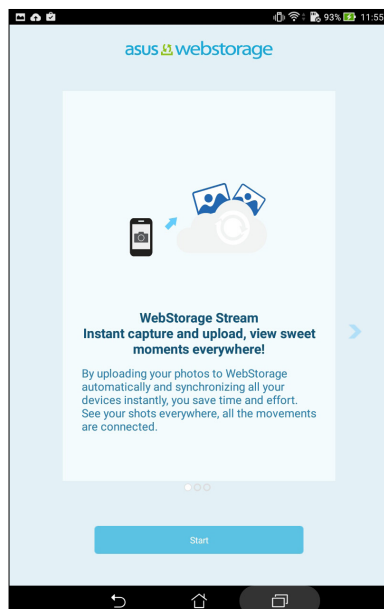 93% 11:55
asus webstorage
WebStorage Stream
Instant capture and upload, view sweet
moments everywhere!
By uploading your photos to WebStorage
automatically and synchronizing all your
devices instantly, you save time and effort.
See your shots everywhere, all the movements
are connected.
Start